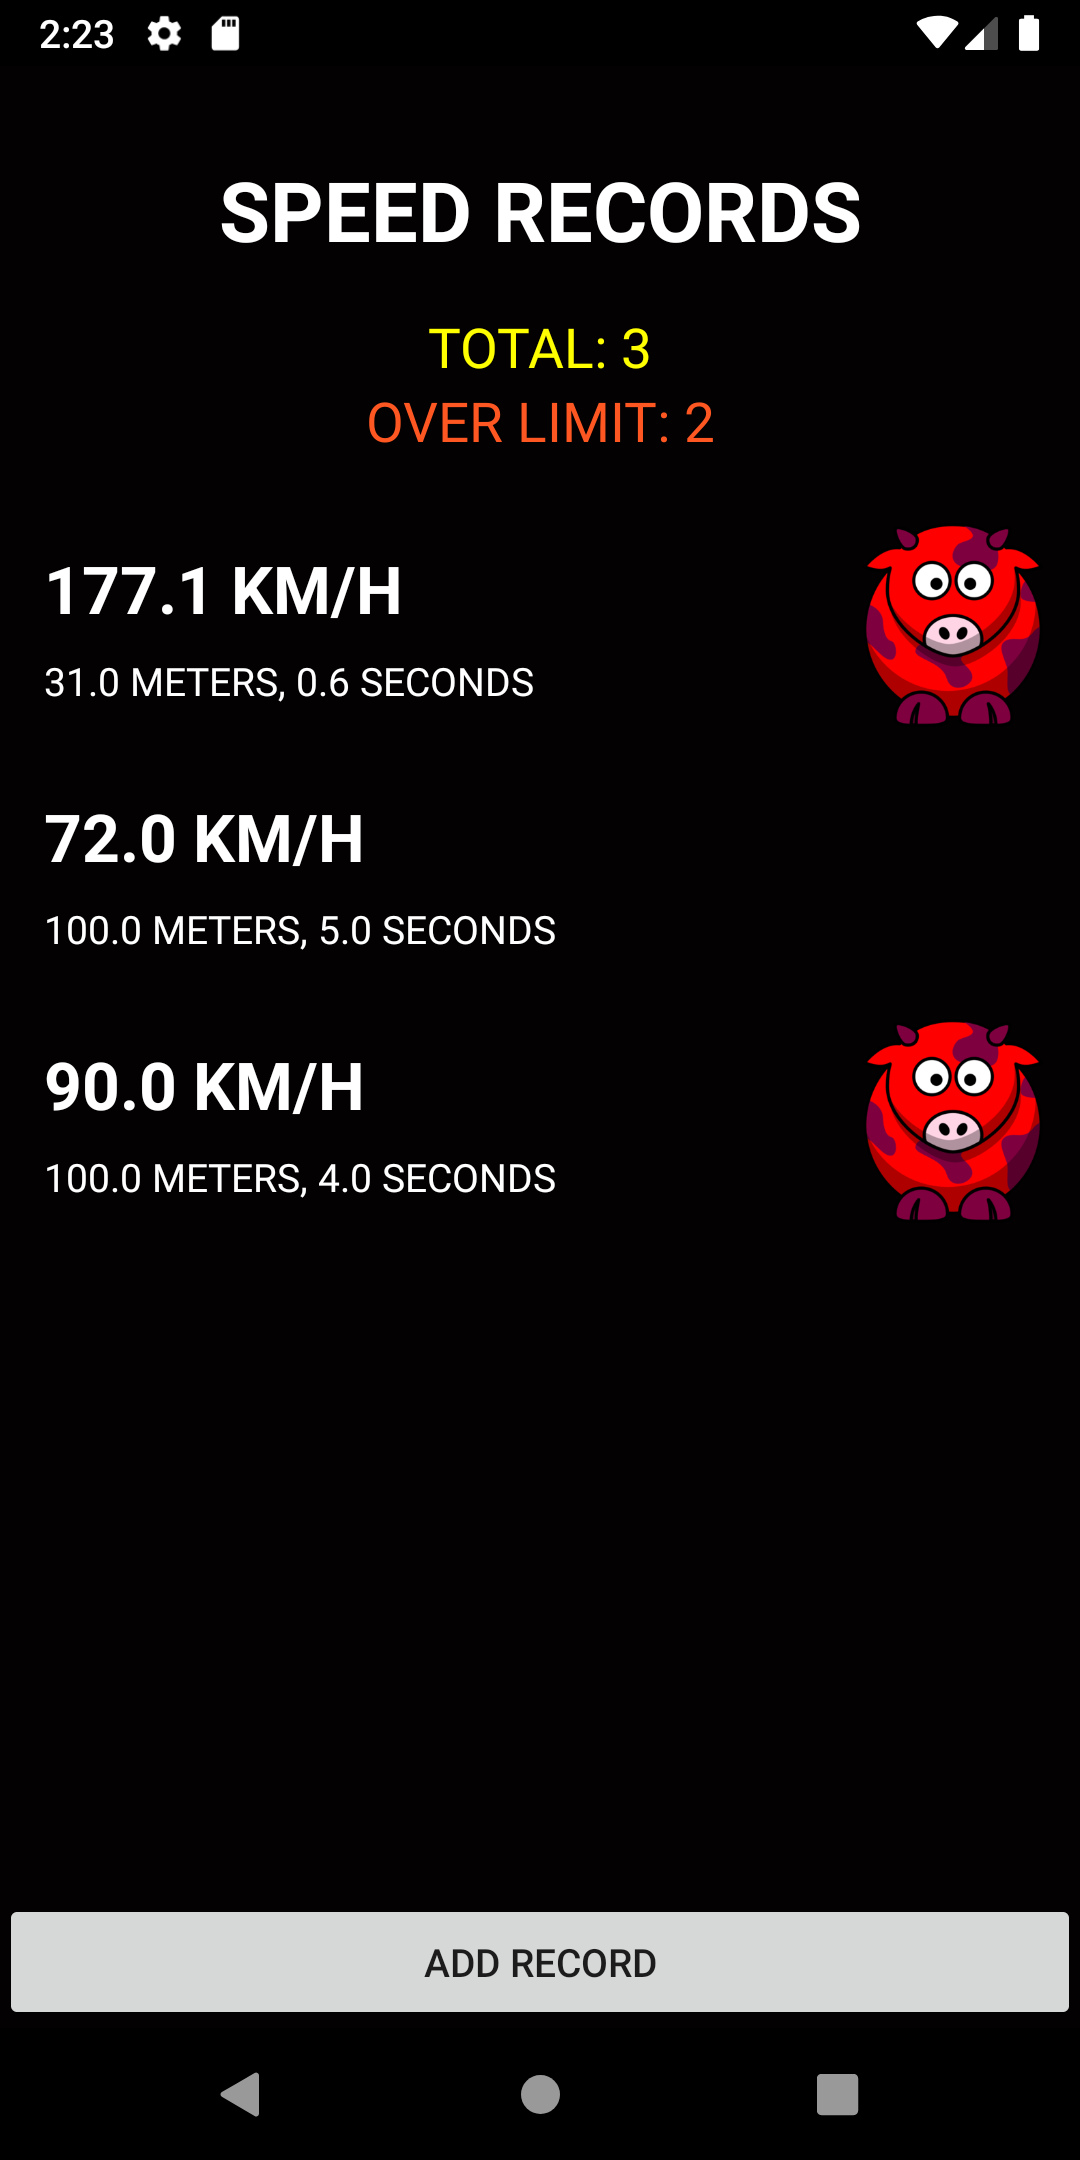 2:23
SPEED RECORDS
TOTAL: 3
OVER LIMIT: 2
177.1 KM/H
31.0 METERS, 0.6 SECONDS
72.0 KM/H
100.0 METERS, 5.0 SECONDS
90.0 KM/H
100.0 METERS, 4.0 SECONDS
ADD RECORD